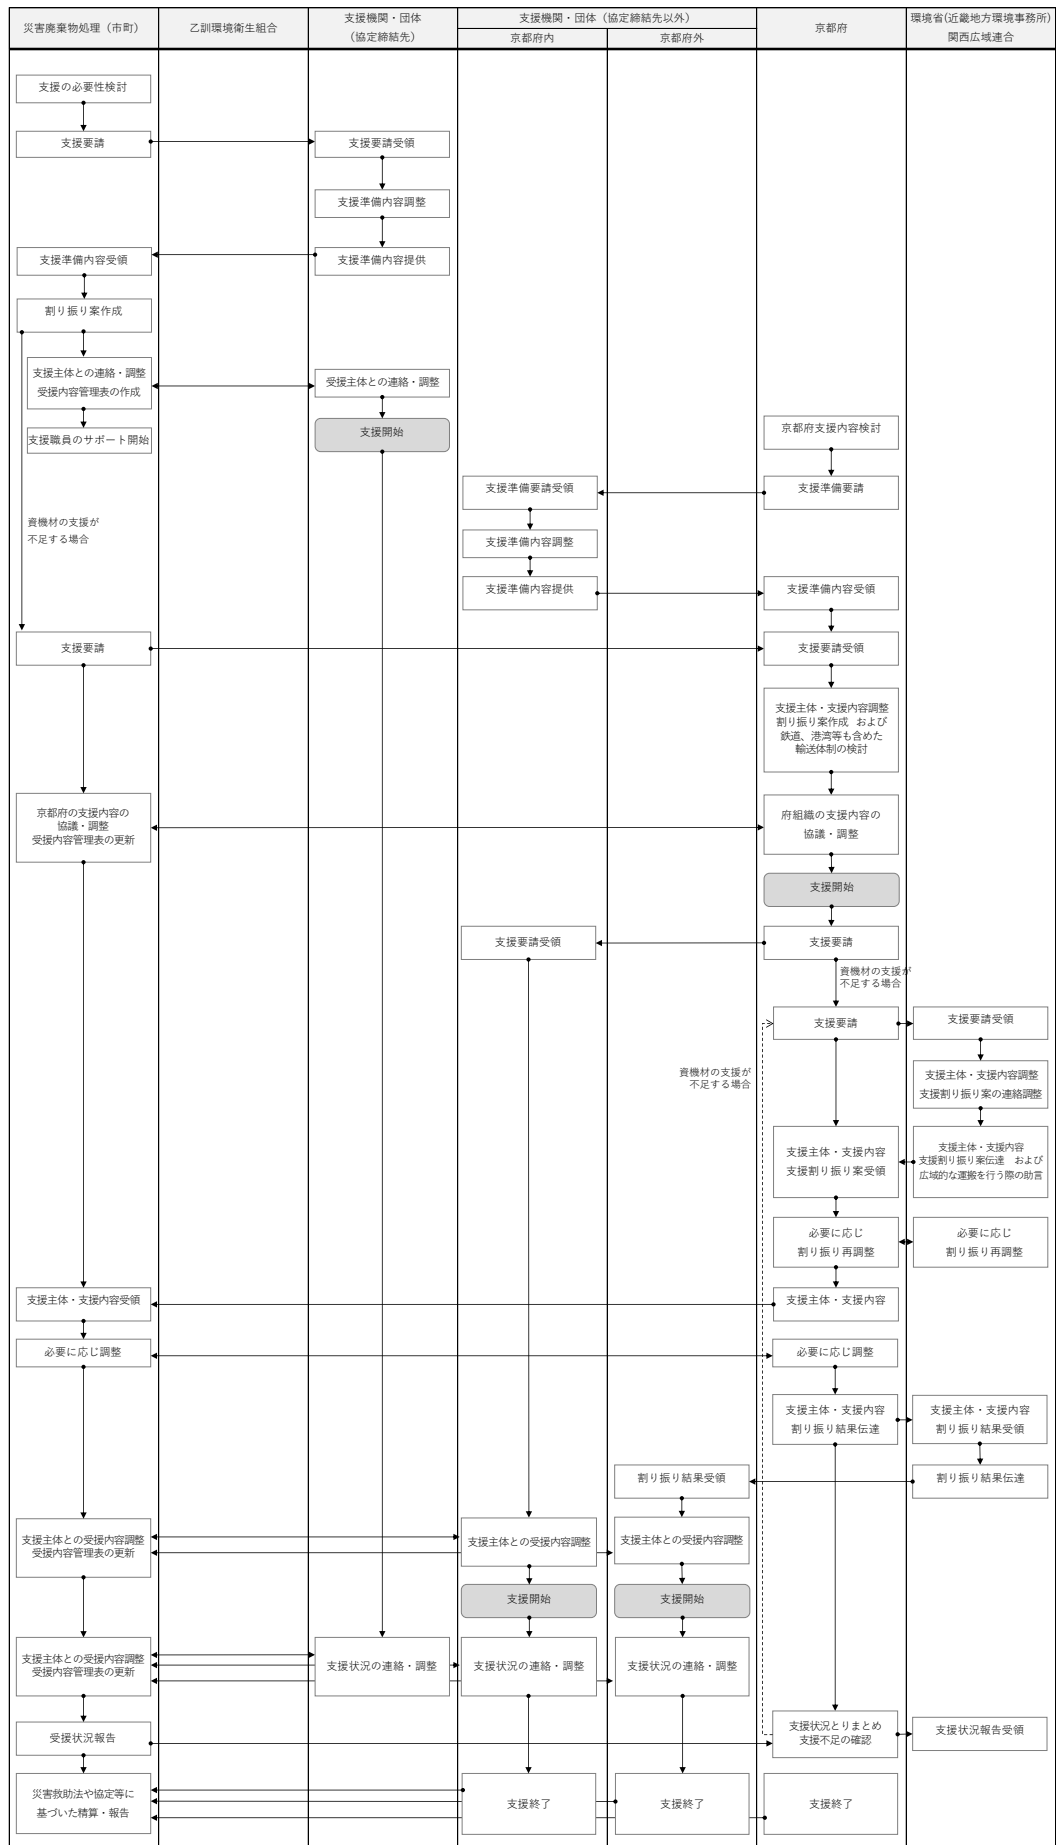 災害廃棄物処理（市町）
乙訓環境衛生組合
支援機関・団体
（協定締結先）
支援機関・団体（協定締結先以外）
京都府内
京都府外
京都府
環境省(近畿地方環境事務所)
関西広域連合
支援の必要性検討
支援要請
支援要請受領
支援準備内容調整
支援準備内容受領
支援準備内容提供
割り振り案作成
支援主体との連絡・調整
受援内容管理表の作成
受援主体との連絡・調整
支援職員のサポート開始
支援開始
京都府支援内容検討
支援準備要請受領
支援準備要請
資機材の支援が
不足する場合
支援準備内容調整
支援準備内容提供
支援準備内容受領
支援要請
支援要請受領
支援主体・支援内容調整
割り振り案作成　および
鉄道、港湾等も含めた
輸送体制の検討
京都府の支援内容の
協議・調整
受援内容管理表の更新
府組織の支援内容の
協議・調整
支援開始
支援要請受領
支援要請
資機材の支援が
不足する場合
支援要請
支援要請受領
資機材の支援が
不足する場合
支援主体・支援内容調整
支援割り振り案の連絡調整
支援主体・支援内容
支援割り振り案受領
支援主体・支援内容
支援割り振り案伝達　および
広域的な運搬を行う際の助言
必要に応じ
割り振り再調整
必要に応じ
割り振り再調整
支援主体・支援内容受領
支援主体・支援内容
必要に応じ調整
必要に応じ調整
支援主体・支援内容
割り振り結果伝達
支援主体・支援内容
割り振り結果受領
割り振り結果受領
割り振り結果伝達
支援主体との受援内容調整
受援内容管理表の更新
支援主体との受援内容調整
支援主体との受援内容調整
支援開始
支援開始
支援主体との受援内容調整
受援内容管理表の更新
支援状況の連絡・調整
支援状況の連絡・調整
支援状況の連絡・調整
受援状況報告
支援状況とりまとめ
支援不足の確認
支援状況報告受領
災害救助法や協定等に
基づいた精算・報告
支援終了
支援終了
支援終了